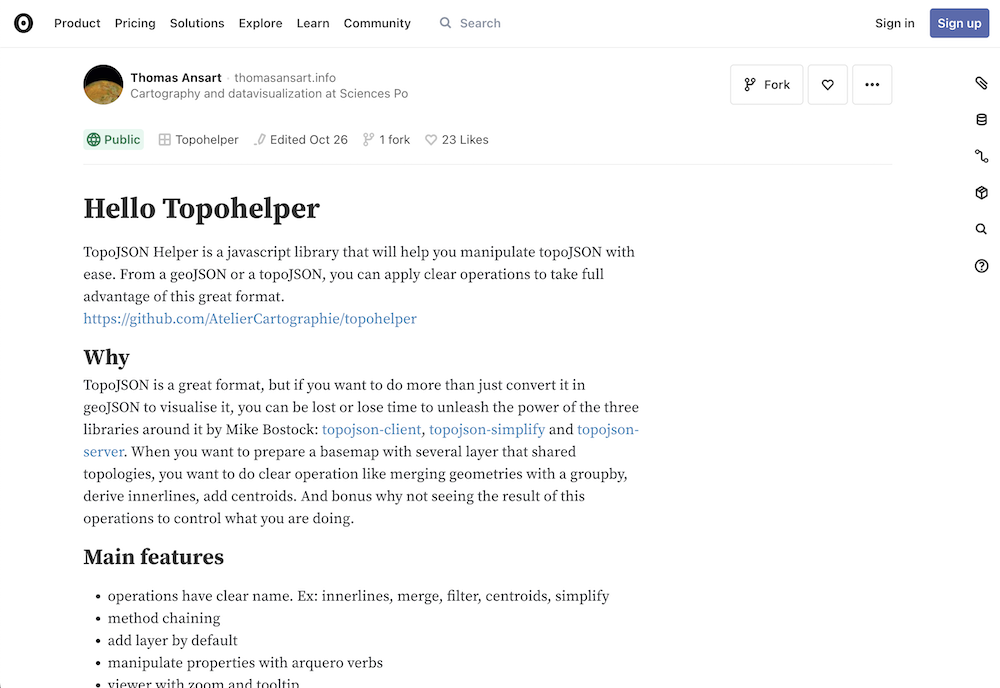 Product Pricing Solutions Explore Learn Community Search Sign in Sign up
Thomas Ansart · thomasansart.info
Cartography and datavisualization at Sciences Po
Fork
Public Topohelper Edited Oct 26 1 fork 23 Likes
Hello Topohelper
TopoJSON Helper is a javascript library that will help you manipulate topoJSON with
ease. From a geoJSON or a topoJSON, you can apply clear operations to take full
advantage of this great format.
https://github.com/AtelierCartographie/topohelper
Why
TopoJSON is a great format, but if you want to do more than just convert it in
geoJSON to visualise it, you can be lost or lose time to unleash the power of the three
libraries around it by Mike Bostock: topojson-client, topojson-simplify and topojson-
server. When you want to prepare a basemap with several layer that shared
topologies, you want to do clear operation like merging geometries with a groupby,
derive innerlines, add centroids. And bonus why not seeing the result of this
operations to control what you are doing.
Main features
• operations have clear name. Ex: innerlines, merge, filter, centroids, simplify
• method chaining
• add layer by default
• manipulate properties with arquero verbs
• viewer with zoom and tooltip